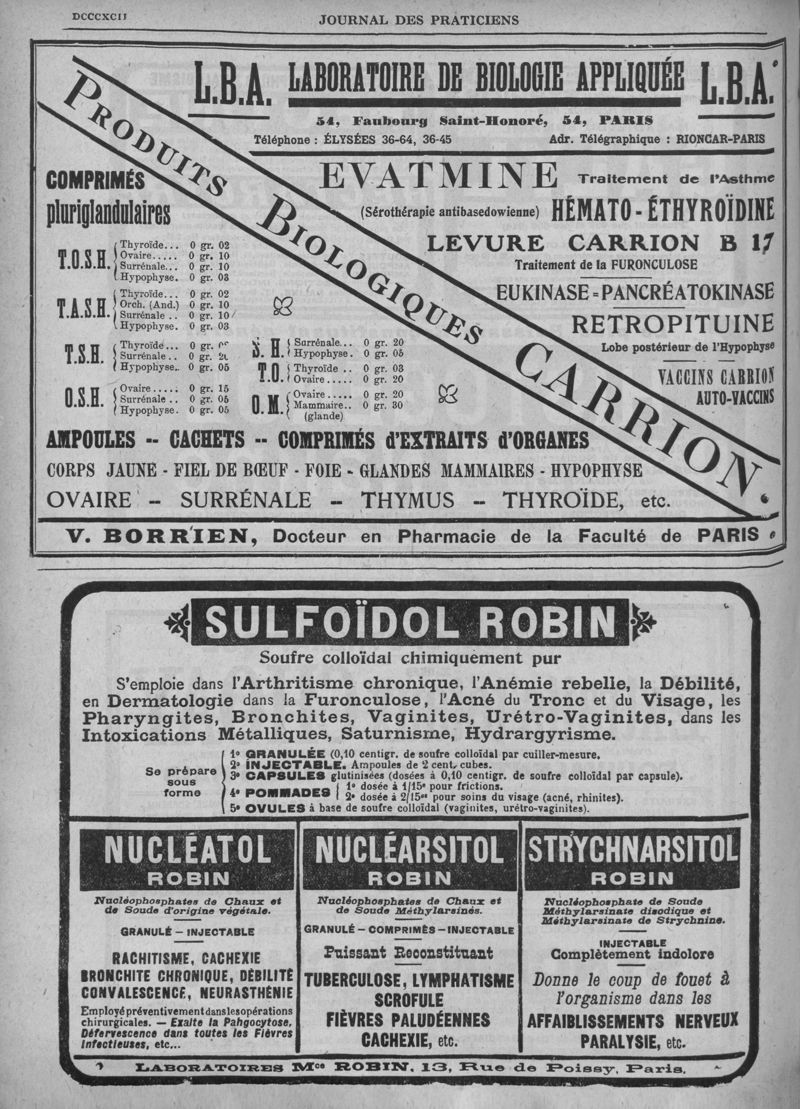 DCCCXCII
JOURNAL DES PRATICIENS
L.B.A. LABORATOIRE DE BIOLOGIE APPLIQUÉE L.B.A.
54, Faubourg Saint-Honoré, 54, PARIS
Téléphone : ÉLYSÉES 36-64, 36-45
Adr. Télégraphique : RIONCAR-PARIS
PRODUITS BIOLOGIQUES CARRION.
EVATMINE Traitement de l'Asthme
(Sérothérapie antibasedowienne) HÉMATO-ÉTHYROÏDINE
LEVURE CARRION B 17
Traitement de la FURONCULOSE
EUKINASE=PANCRÉATOKINASE
RETROPITUINE
Lobe postérieur de l'Hypophyse
VACCINS CARRION
AUTO-VACCINS
COMPRIMÉS
pluriglandulaires
T.O.S.H.
Thyroïde... 0 gr. 02
Ovaire..... 0 gr. 10
Surrénale.. 0 gr. 10
Hypophyse. 0 gr. 03
T.A.S.H.
Thyroïde... 0 gr. 02
Orch. (And.) 0 gr. 10
Surrénale .. 0 gr. 10
Hypophyse. 0 gr. 03
T.S.H.
Thyroïde... 0 gr.
Surrénale .. 0 gr.
Hypophyse.. 0 gr. 05
O.S.H.
Ovaire..... 0 gr. 15
Surrénale .. 0 gr. 05
Hypophyse. 0 gr. 05
S. H.
Surrénale... 0 gr. 20
Hypophyse. 0 gr. 05
T.O.
Thyroïde .. 0 gr. 03
Ovaire..... 0 gr. 20
O.M.
Ovaire..... 0 gr. 20
Mammaire.. 0 gr. 30
(glande)
AMPOULES -- CACHETS -- COMPRIMÉS d'EXTRAITS d'ORGANES
CORPS JAUNE - FIEL DE BŒUF - FOIE - GLANDES MAMMAIRES - HYPOPHYSE
OVAIRE – SURRÉNALE – THYMUS – THYROÏDE, etc.
V. BORRIEN, Docteur en Pharmacie de la Faculté de PARIS
SULFOÏDOL ROBIN
Soufre colloïdal chimiquement pur
S'emploie dans l'Arthritisme chronique, l'Anémie rebelle, la Débilité,
en Dermatologie dans la Furonculose, l'Acné du Tronc et du Visage, les
Pharyngites, Bronchites, Vaginites, Urétro-Vaginites, dans les
Intoxications Métalliques, Saturnisme, Hydrargyrisme.
Se prépare
sous
forme
1º GRANULÉE (0,10 centigr. de soufre colloïdal par cuiller-mesure.
2º INJECTABLE. Ampoules de 2 cent. cubes.
3º CAPSULES glutinisées (dosées à 0,10 centigr. de soufre colloïdal par capsule).
4º POMMADES
1º dosée à 1/15e pour frictions.
2º dosée à 2/15es pour soins du visage (acné, rhinites).
5º OVULES à base de soufre colloïdal (vaginites, urétro-vaginites).
NUCLÉATOL
ROBIN
Nucléophosphates de Chaux et
de Soude d'origine végétale.
GRANULÉ – INJECTABLE
RACHITISME, CACHEXIE
BRONCHITE CHRONIQUE, DÉBILITÉ
CONVALESCENCE, NEURASTHÉNIE
Employé préventivement dans les opérations
chirurgicales. — Exalte la Pahgocytose,
Défervescence dans toutes les Fièvres
infectieuses, etc...
NUCLÉARSITOL
ROBIN
Nucléophosphates de Chaux et
de Soude Méthylarsinés.
GRANULÉ – COMPRIMÉS – INJECTABLE
Puissant Reconstituant
TUBERCULOSE, LYMPHATISME
SCROFULE
FIÈVRES PALUDÉENNES
CACHEXIE, etc.
STRYCHNARSITOL
ROBIN
Nucléophosphate de Soude
Méthylarsinate disodique et
Méthylarsinate de Strychnine.
INJECTABLE
Complètement indolore
Donne le coup de fouet à
l'organisme dans les
AFFAIBLISSEMENTS NERVEUX
PARALYSIE, etc.
LABORATOIRES Mce ROBIN, 13, Rue de Poissy, Paris.